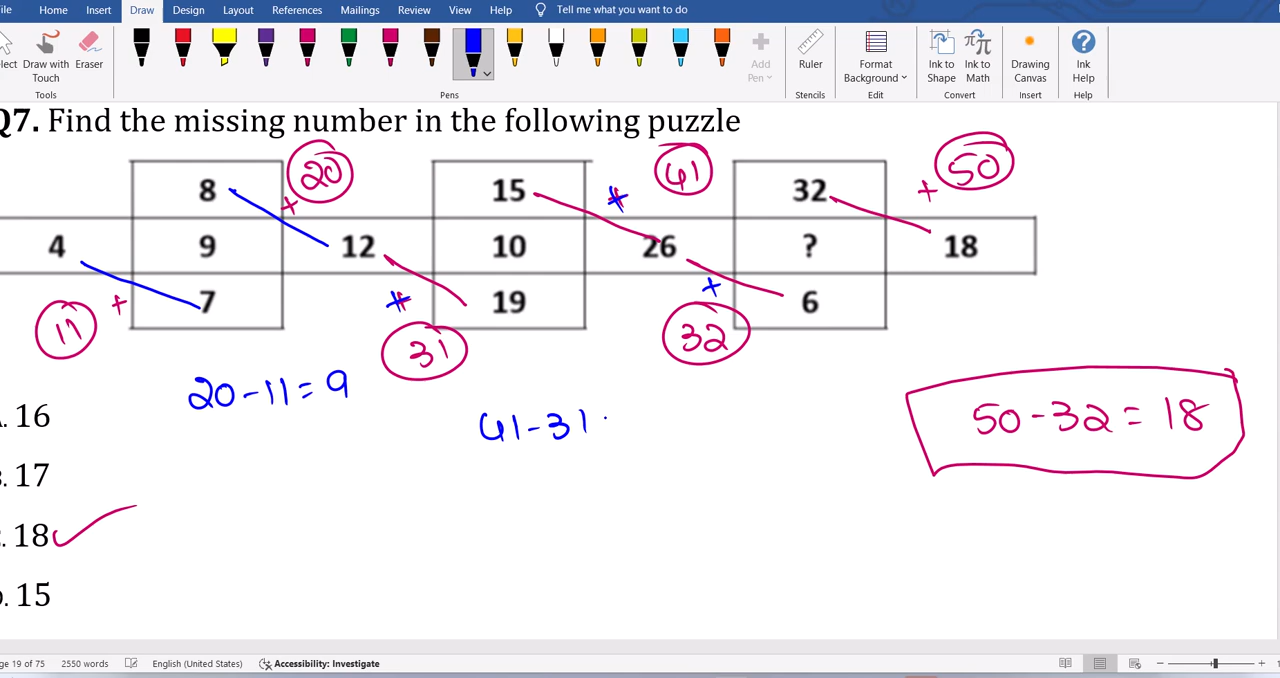 ile Home Insert Draw Design Layout References Mailings Review View Help Tell me what you want to do
lect Draw with Touch Eraser Add Pen Ruler Format Background Ink to Shape Ink to Math Drawing Canvas Ink Help
Tools Pens Stencils Edit Convert Insert Help
Q7. Find the missing number in the following puzzle
8 + 20 15 * 41 32 + 50
4 9 12 10 26 ? 18
11 + 7 * 31 19 + 32 6
20-11=9
41-31
50-32=18
. 16
. 17
. 18
. 15
ge 19 of 75 2550 words English (United States) Accessibility: Investigate